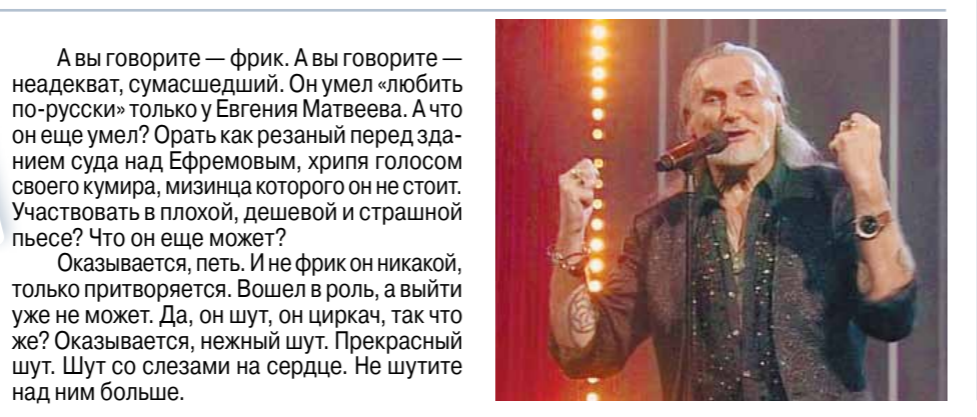 А вы говорите — фрик. А вы говорите —
неадекват, сумасшедший. Он умел «любить
по-русски» только у Евгения Матвеева. А что
он еще умел? Орать как резаный перед зда-
нием суда над Ефремовым, хрипя голосом
своего кумира, мизинца которого он не стоит.
Участвовать в плохой, дешевой и страшной
пьесе? Что он еще может?
Оказывается, петь. И не фрик он никакой,
только притворяется. Вошел в роль, а выйти
уже не может. Да, он шут, он циркач, так что
же? Оказывается, нежный шут. Прекрасный
шут. Шут со слезами на сердце. Не шутите
над ним больше.